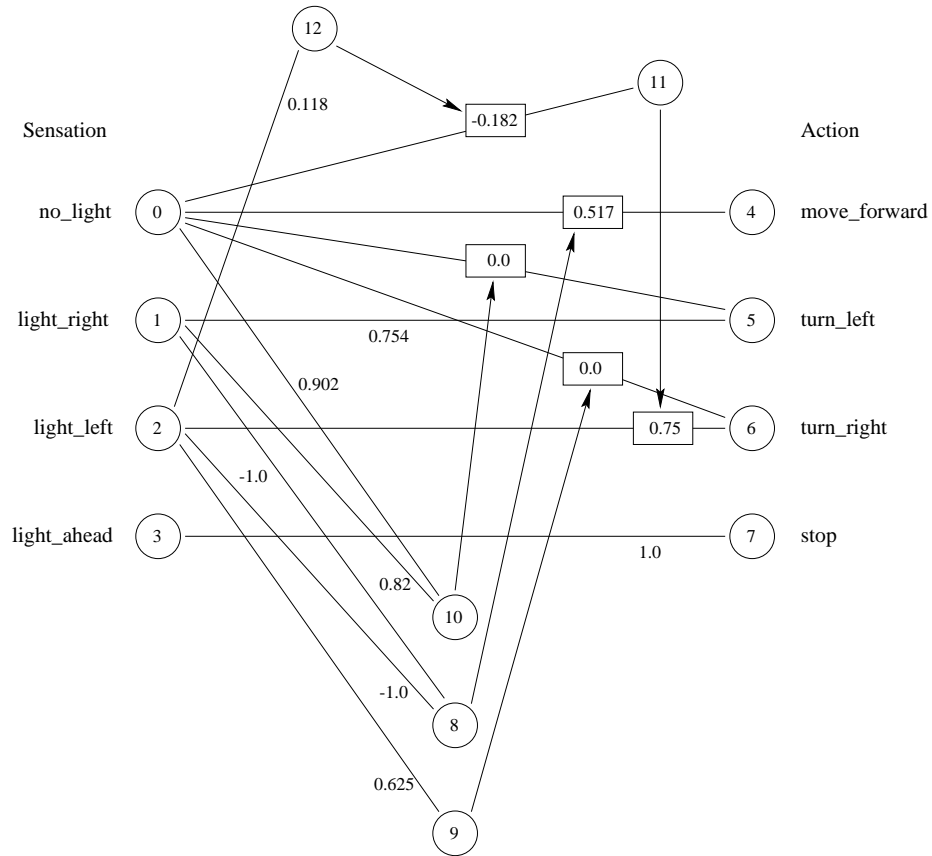 12
11
0.118
-0.182
Sensation
Action
no_light
0
0.517
4
move_forward
0.0
light_right
1
5
turn_left
0.754
0.0
0.902
light_left
2
0.75
6
turn_right
-1.0
light_ahead
3
7
stop
1.0
0.82
10
-1.0
8
0.625
9